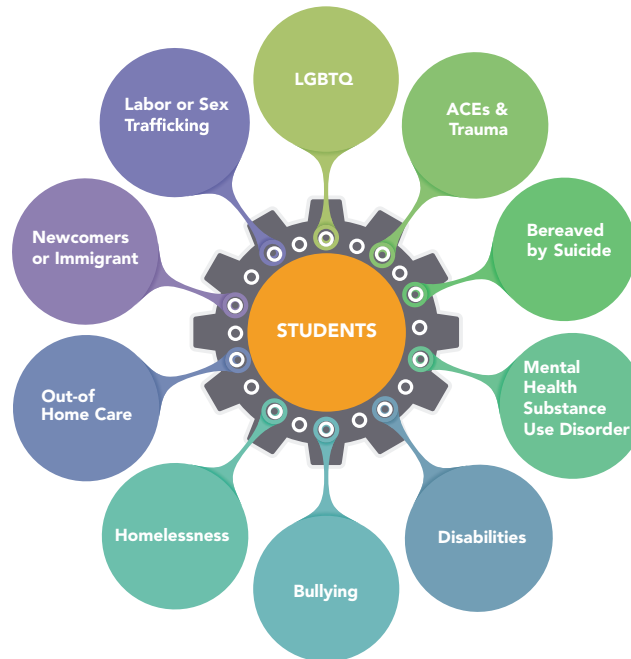 LGBTQ
ACEs &
Trauma
Bereaved
by Suicide
Mental
Health
Substance
Use Disorder
Disabilities
Bullying
Homelessness
Out-of
Home Care
Newcomers
or Immigrant
Labor or Sex
Trafficking
STUDENTS